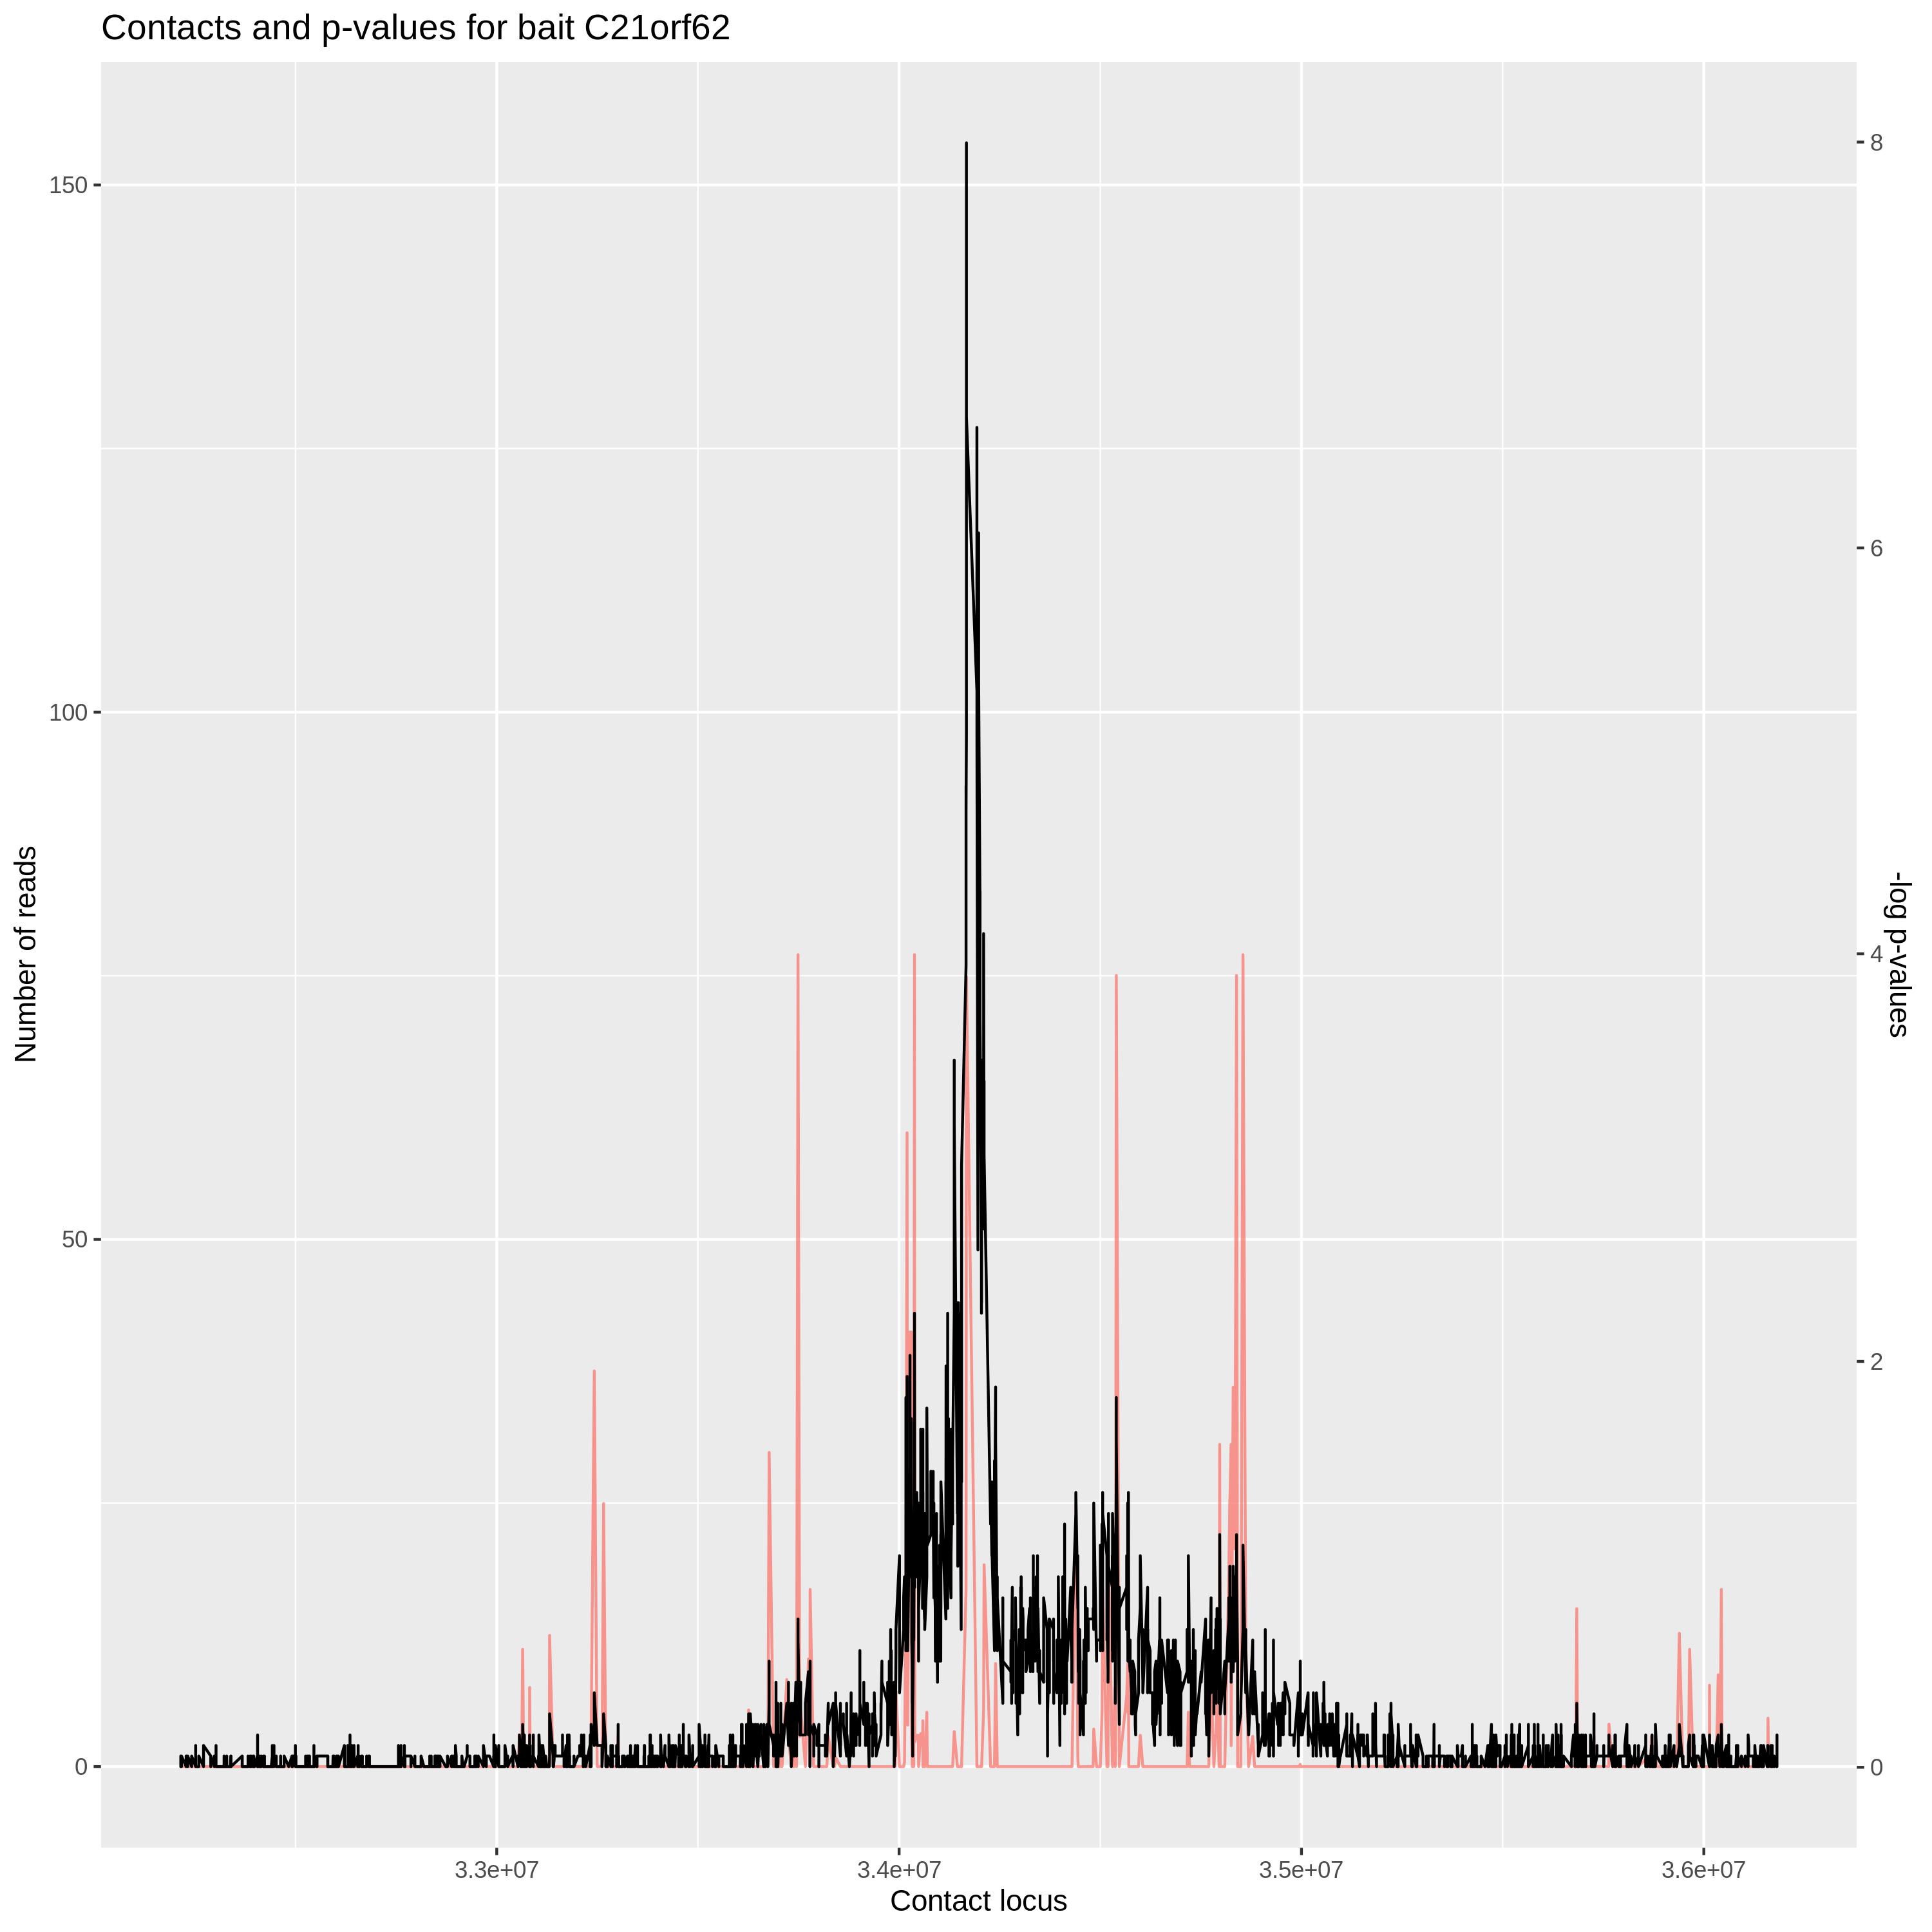 Contacts and p-values for bait C21orf62
150
100
50
0
Number of reads
8
6
4
2
0
-log p-values
3.3e+07
3.4e+07
3.5e+07
3.6e+07
Contact locus